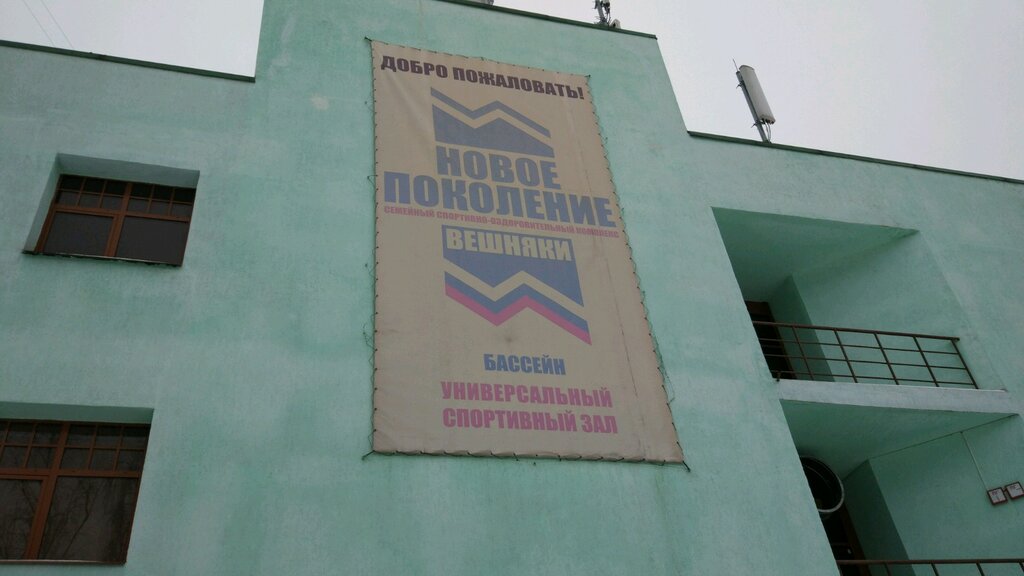 ДОБРО ПОЖАЛОВАТЬ!
НОВОЕ
ПОКОЛЕНИЕ
СЕМЕЙНЫЙ СПОРТИВНО-ОЗДОРОВИТЕЛЬНЫЙ КОМПЛЕКС
ВЕШНЯКИ
БАССЕЙН
УНИВЕРСАЛЬНЫЙ
СПОРТИВНЫЙ ЗАЛ